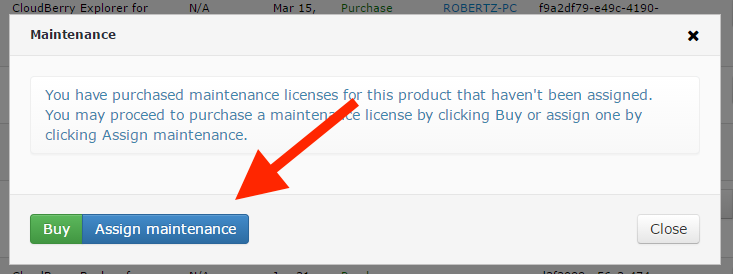 CloudBerry Explorer for N/A Mar 15, Purchase ROBERTZ-PC f9a2df79-e49c-4190-
Maintenance
You have purchased maintenance licenses for this product that haven't been assigned.
You may proceed to purchase a maintenance license by clicking Buy or assign one by
clicking Assign maintenance.
Buy Assign maintenance Close
N/A